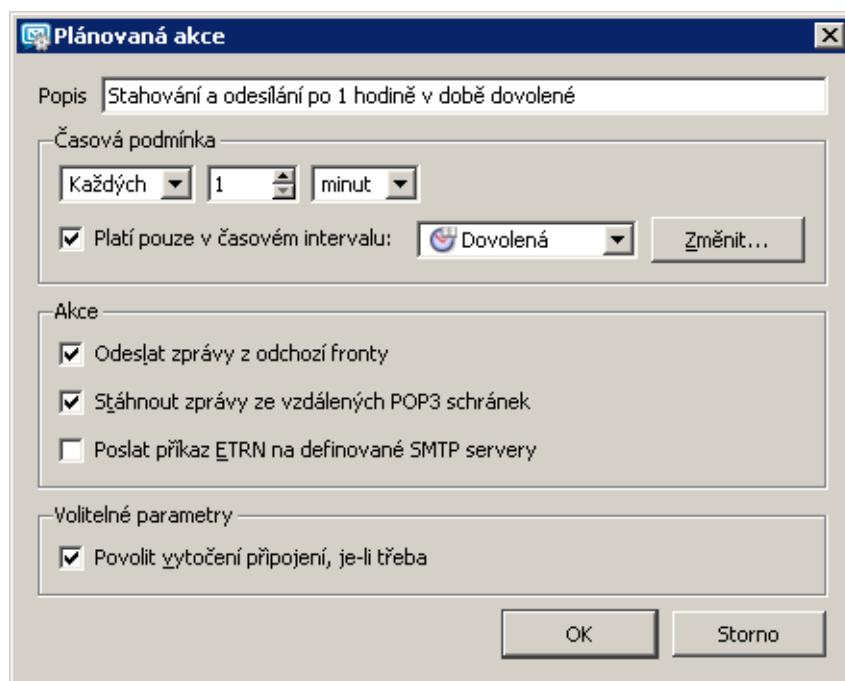 Plánovaná akce
Popis Stahování a odesílání po 1 hodině v době dovolené
Časová podmínka
Každých 1 minut
Platí pouze v časovém intervalu: Dovolená Změnit...
Akce
Odeslat zprávy z odchozí fronty
Stáhnout zprávy ze vzdálených POP3 schránek
Poslat příkaz ETRN na definované SMTP servery
Volitelné parametry
Povolit vytočení připojení, je-li třeba
OK Storno